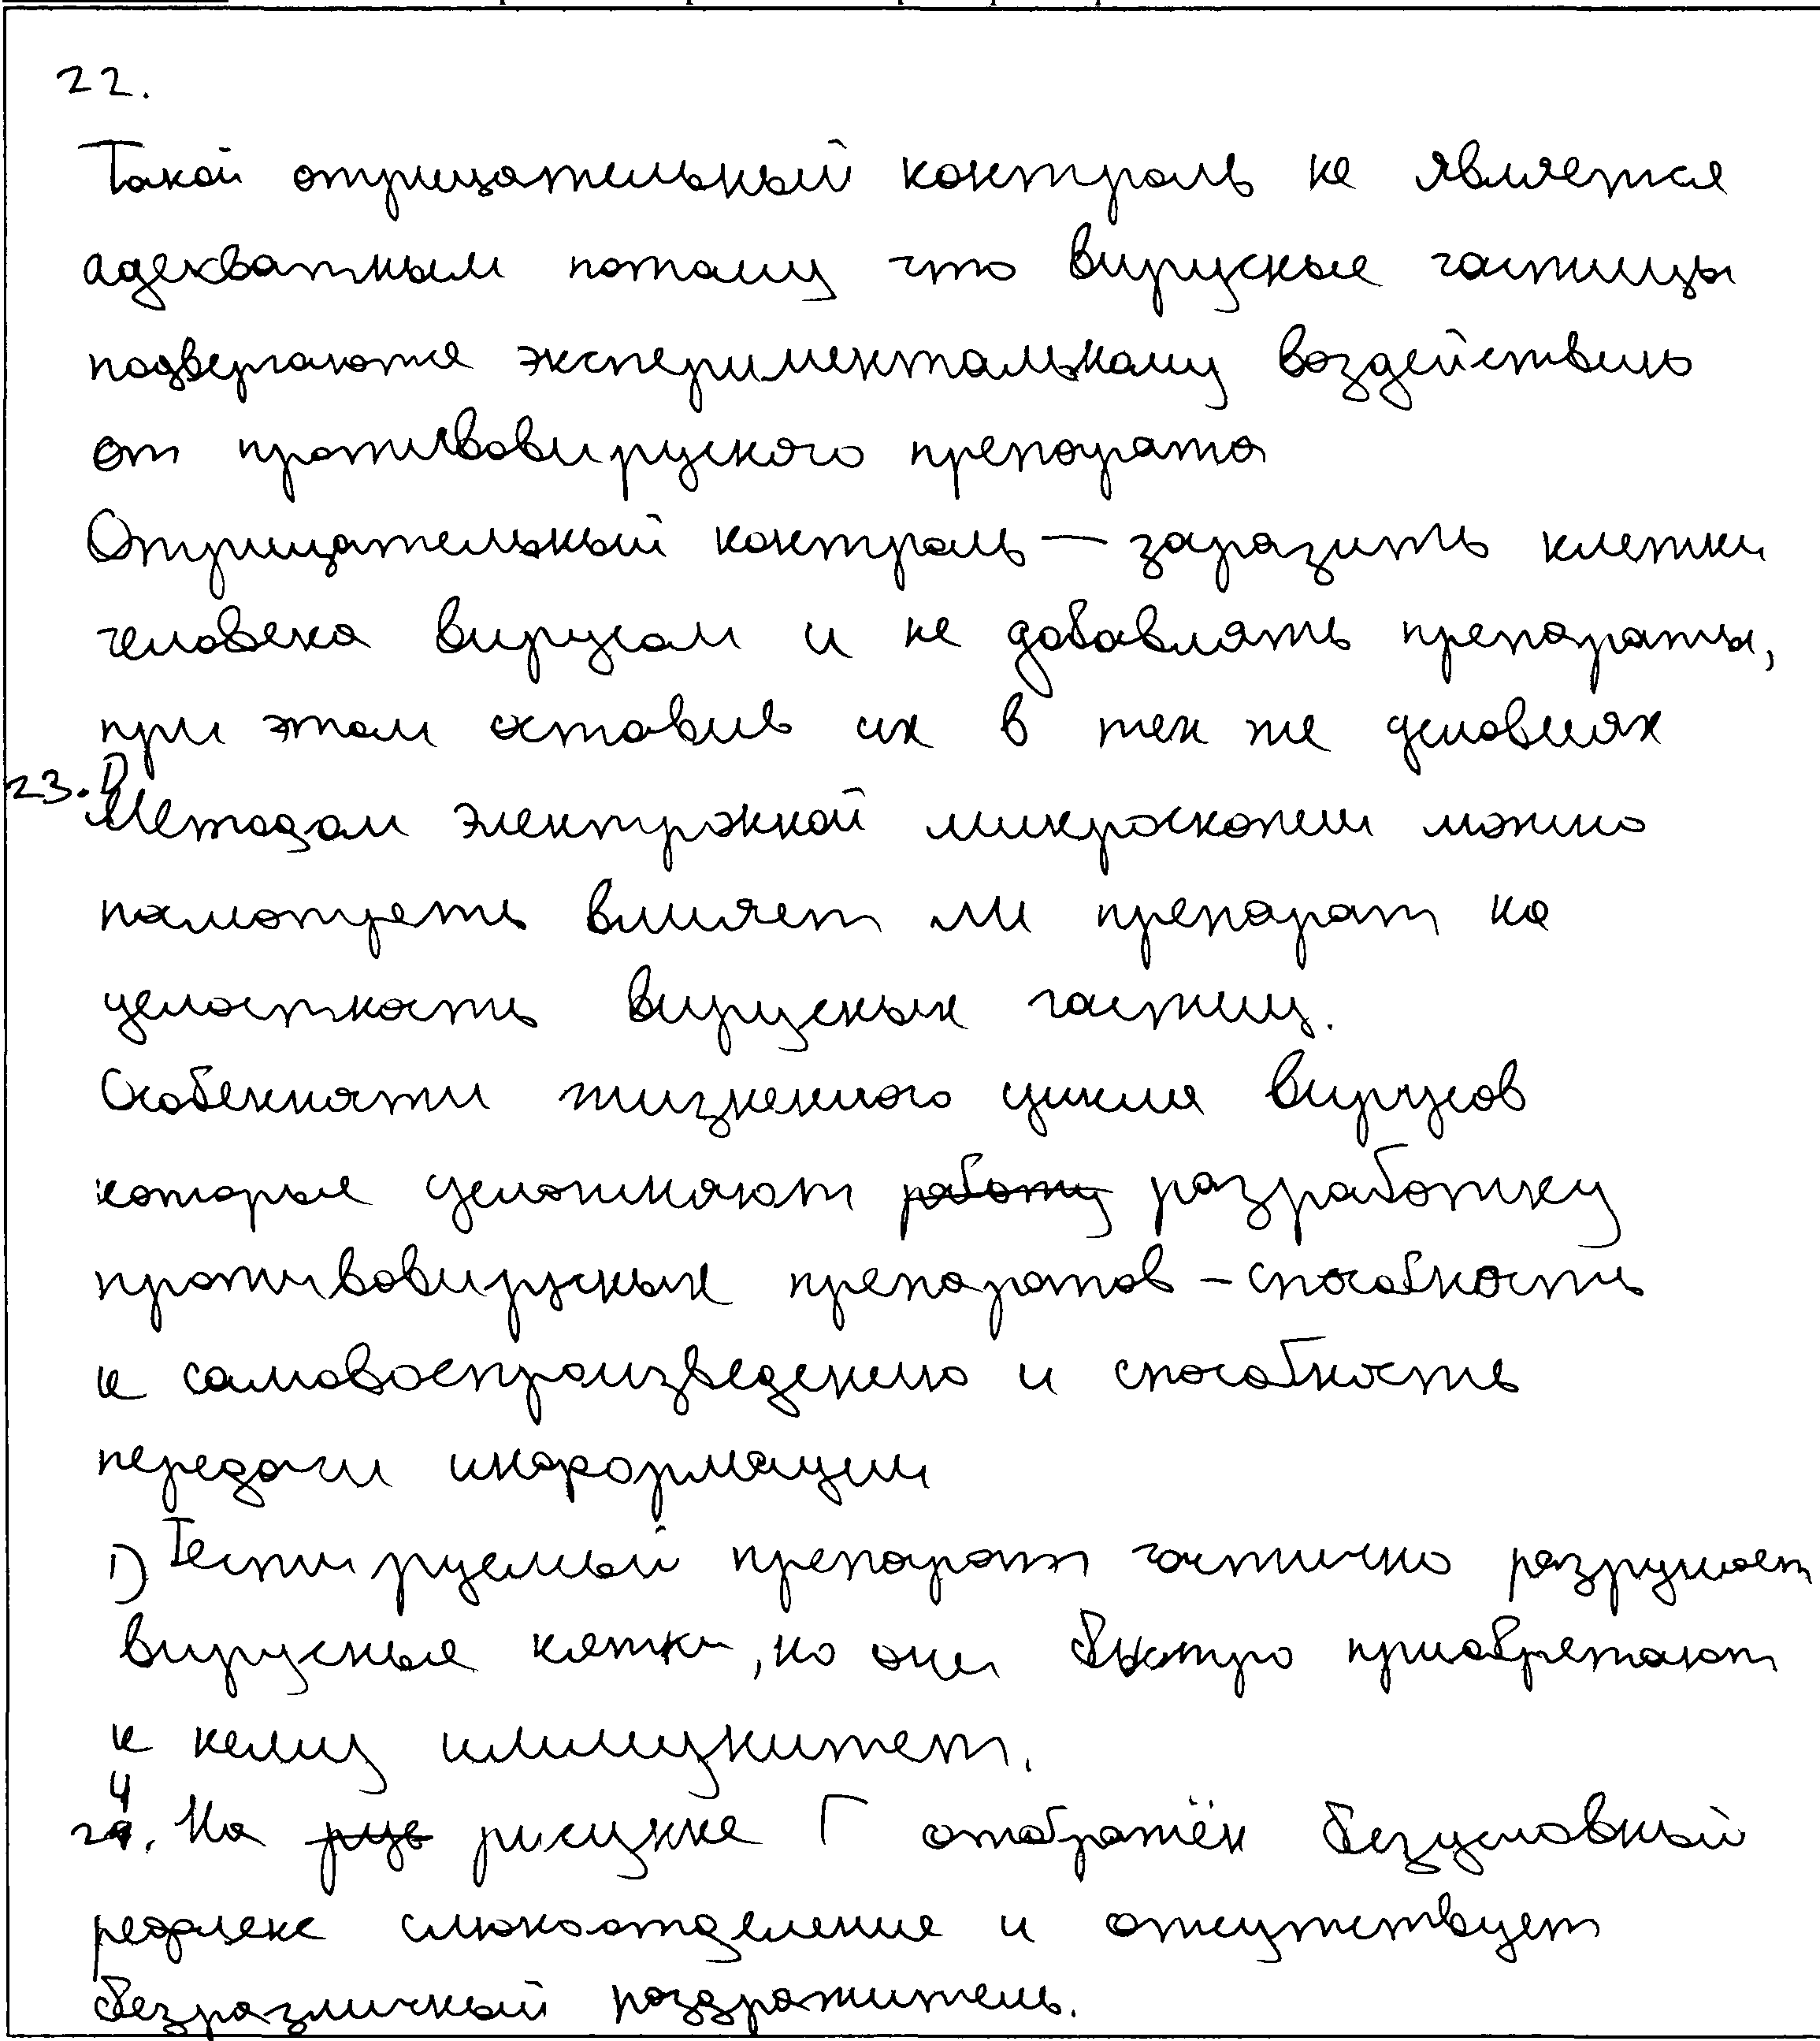 22.
Такой отрицательный контроль не является
адекватным потому что вирусные частицы
подвергаются экспериментальному воздействию
от противовируского препарата
Отрицательный контроль — заразить клетки
человека вирусом и не добавлять препараты,
при этом оставив их в тех же условиях
23. 1)
Методом электронной микроскопии можно
посмотреть влияет ли препарат на
целостность вирусных частиц.
Особенности жизненного цикла вирусов
которые усложняют работу разработку
противовирусных препаратов - способность
к самовоспроизведению и способность
передачи информации
1) Тестируемый препарат частично разрушает
вирусные клетки, но они быстро приобретают
к нему иммунитет.
24. На рус рисунке Г отображён безусловный
рефлекс слюноотделение и отсутствует
безразличный раздражитель.